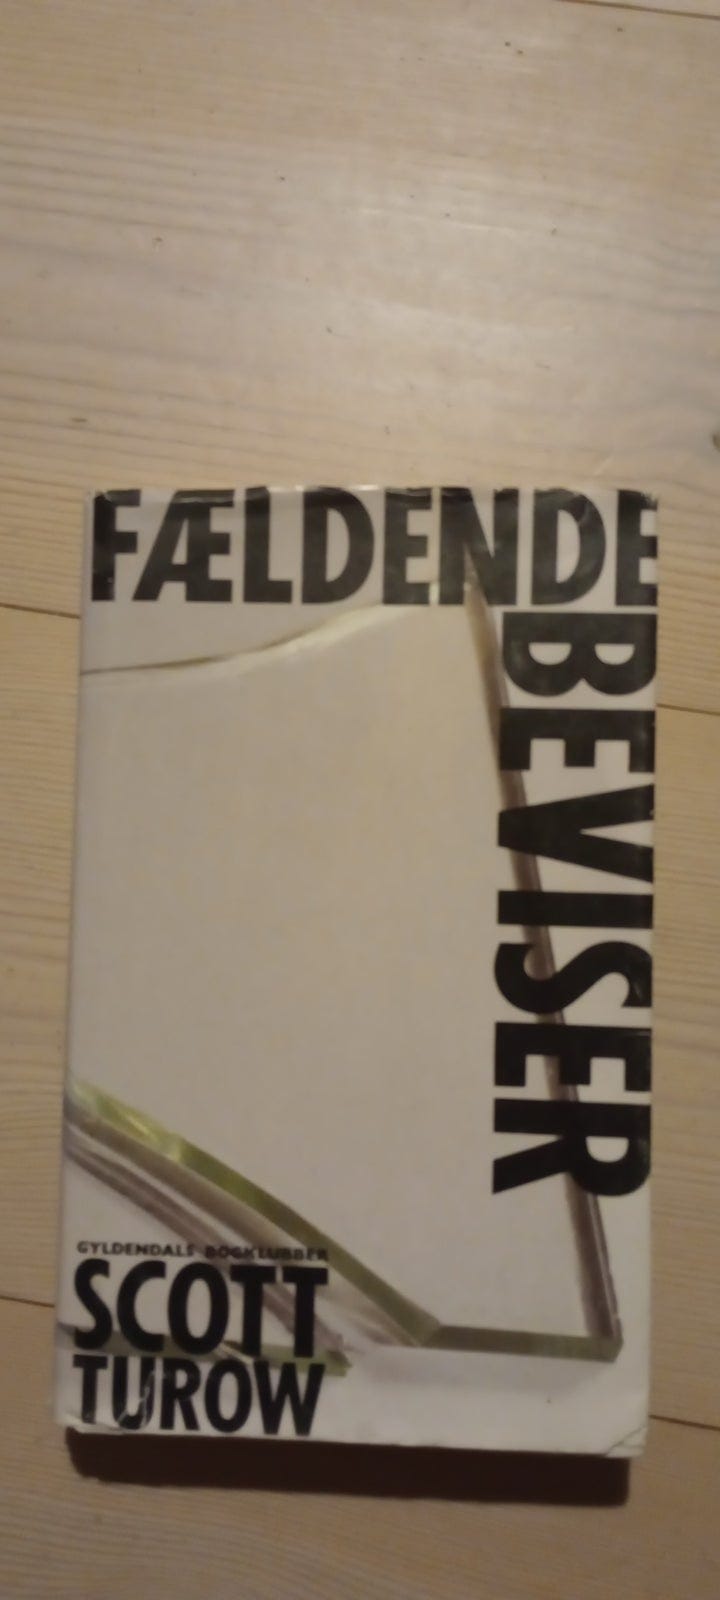 FÆLDENDE
BEVISER
GYLDENDALS BOGKLUBBER
SCOTT
TUROW